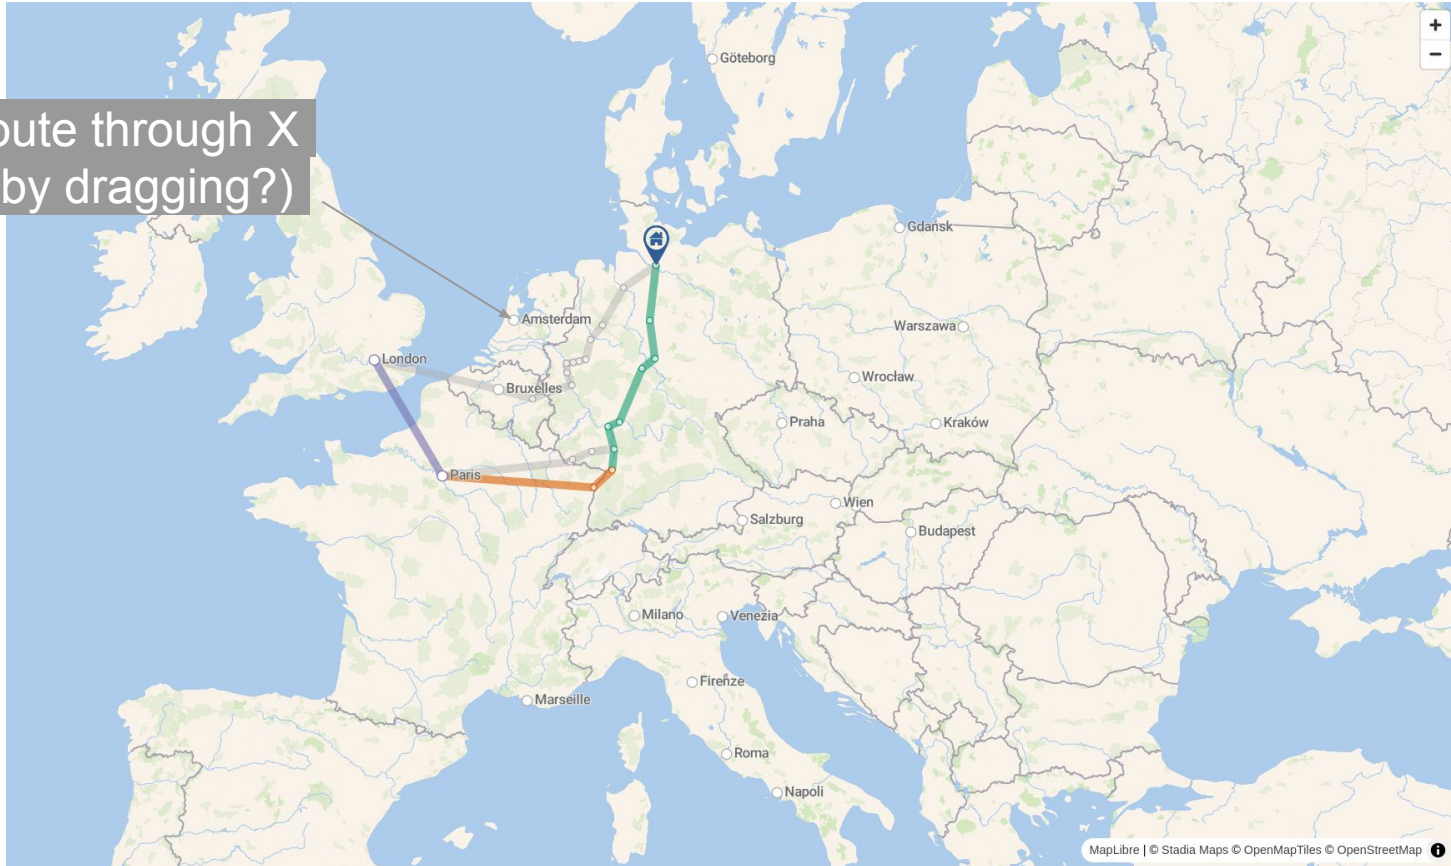 Göteborg
oute through X
by dragging?)
Gdańsk
Amsterdam
Warszawa
London
Bruxelles
Wrocław
Praha
Kraków
Paris
Wien
Salzburg
Budapest
Milano
Venezia
Firenze
Marseille
Roma
Napoli
MapLibre | © Stadia Maps © OpenMapTiles © OpenStreetMap